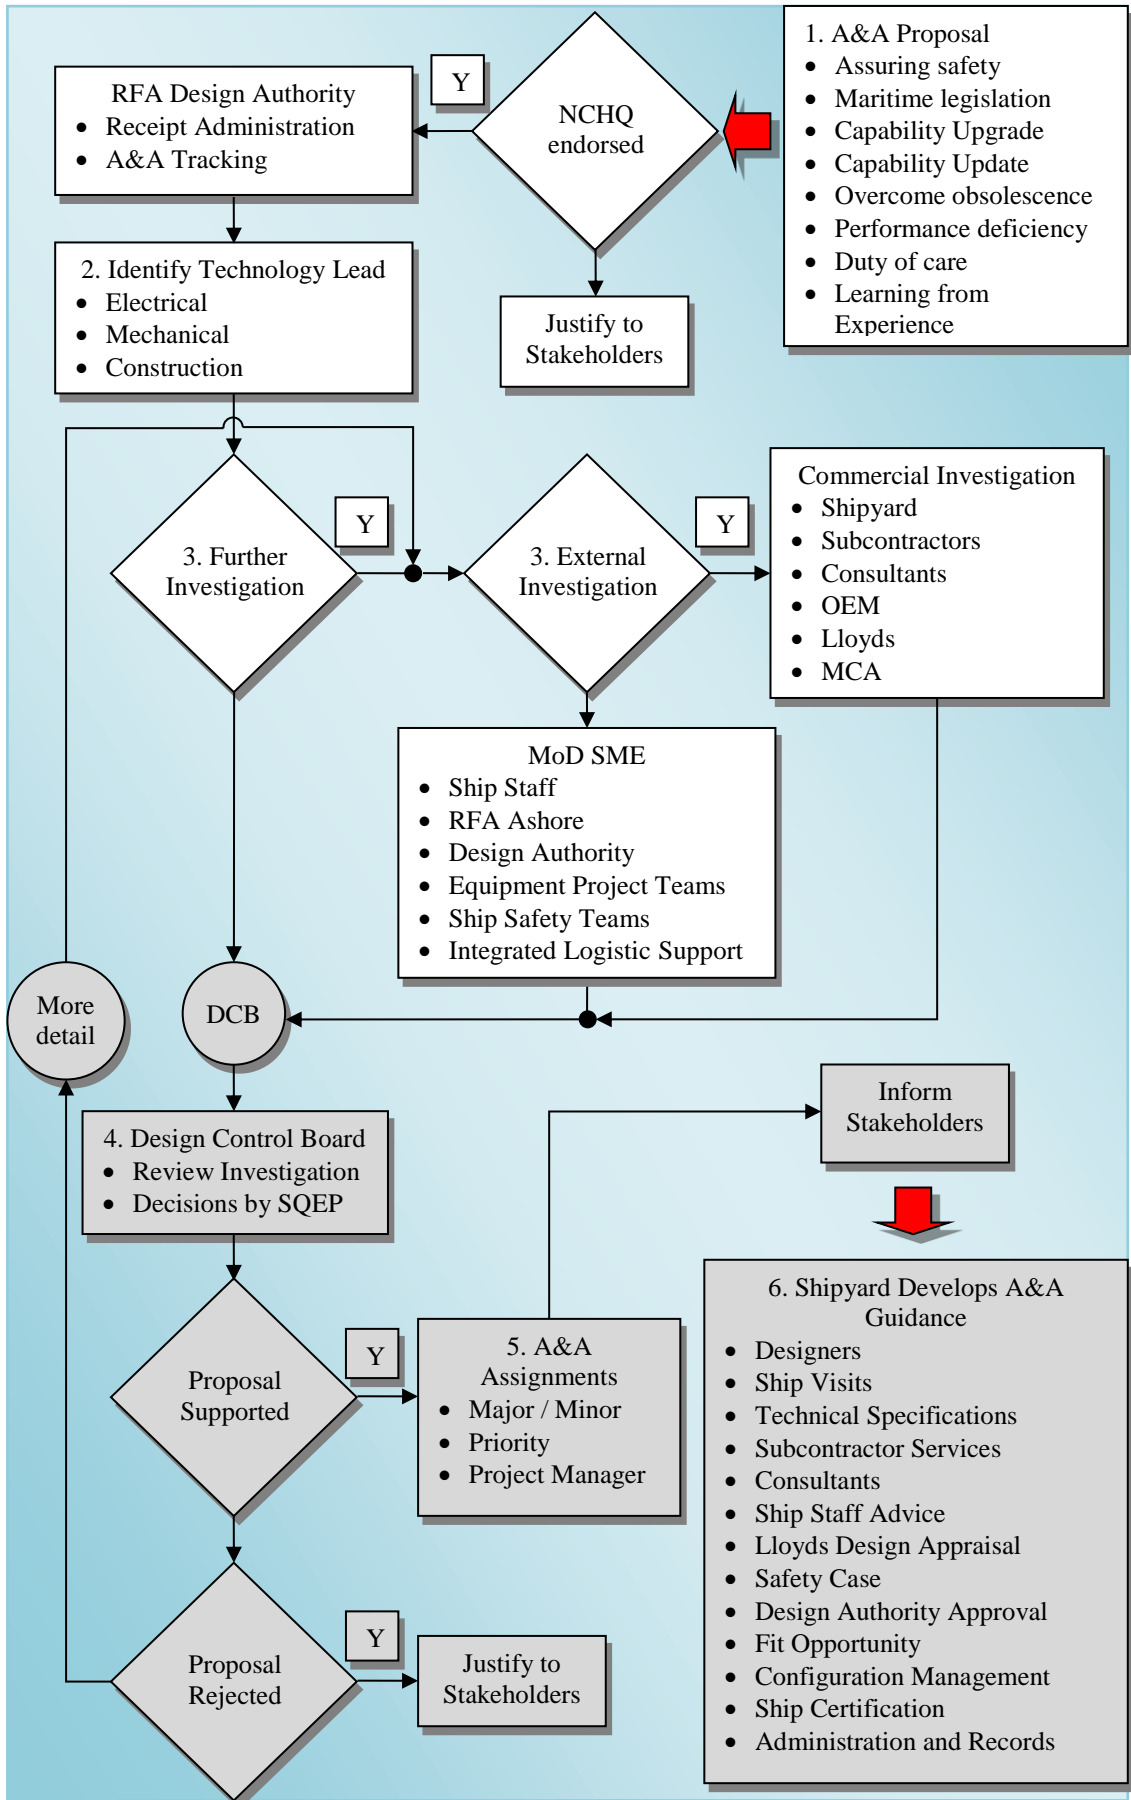 1. A&A Proposal
• Assuring safety
• Maritime legislation
• Capability Upgrade
• Capability Update
• Overcome obsolescence
• Performance deficiency
• Duty of care
• Learning from
Experience
NCHQ
endorsed
Y
RFA Design Authority
• Receipt Administration
• A&A Tracking
Justify to
Stakeholders
2. Identify Technology Lead
• Electrical
• Mechanical
• Construction
3. Further
Investigation
Y
3. External
Investigation
Y
Commercial Investigation
• Shipyard
• Subcontractors
• Consultants
• OEM
• Lloyds
• MCA
MoD SME
• Ship Staff
• RFA Ashore
• Design Authority
• Equipment Project Teams
• Ship Safety Teams
• Integrated Logistic Support
More
detail
DCB
4. Design Control Board
• Review Investigation
• Decisions by SQEP
Proposal
Supported
Y
5. A&A
Assignments
• Major / Minor
• Priority
• Project Manager
Inform
Stakeholders
Proposal
Rejected
Y
Justify to
Stakeholders
6. Shipyard Develops A&A
Guidance
• Designers
• Ship Visits
• Technical Specifications
• Subcontractor Services
• Consultants
• Ship Staff Advice
• Lloyds Design Appraisal
• Safety Case
• Design Authority Approval
• Fit Opportunity
• Configuration Management
• Ship Certification
• Administration and Records